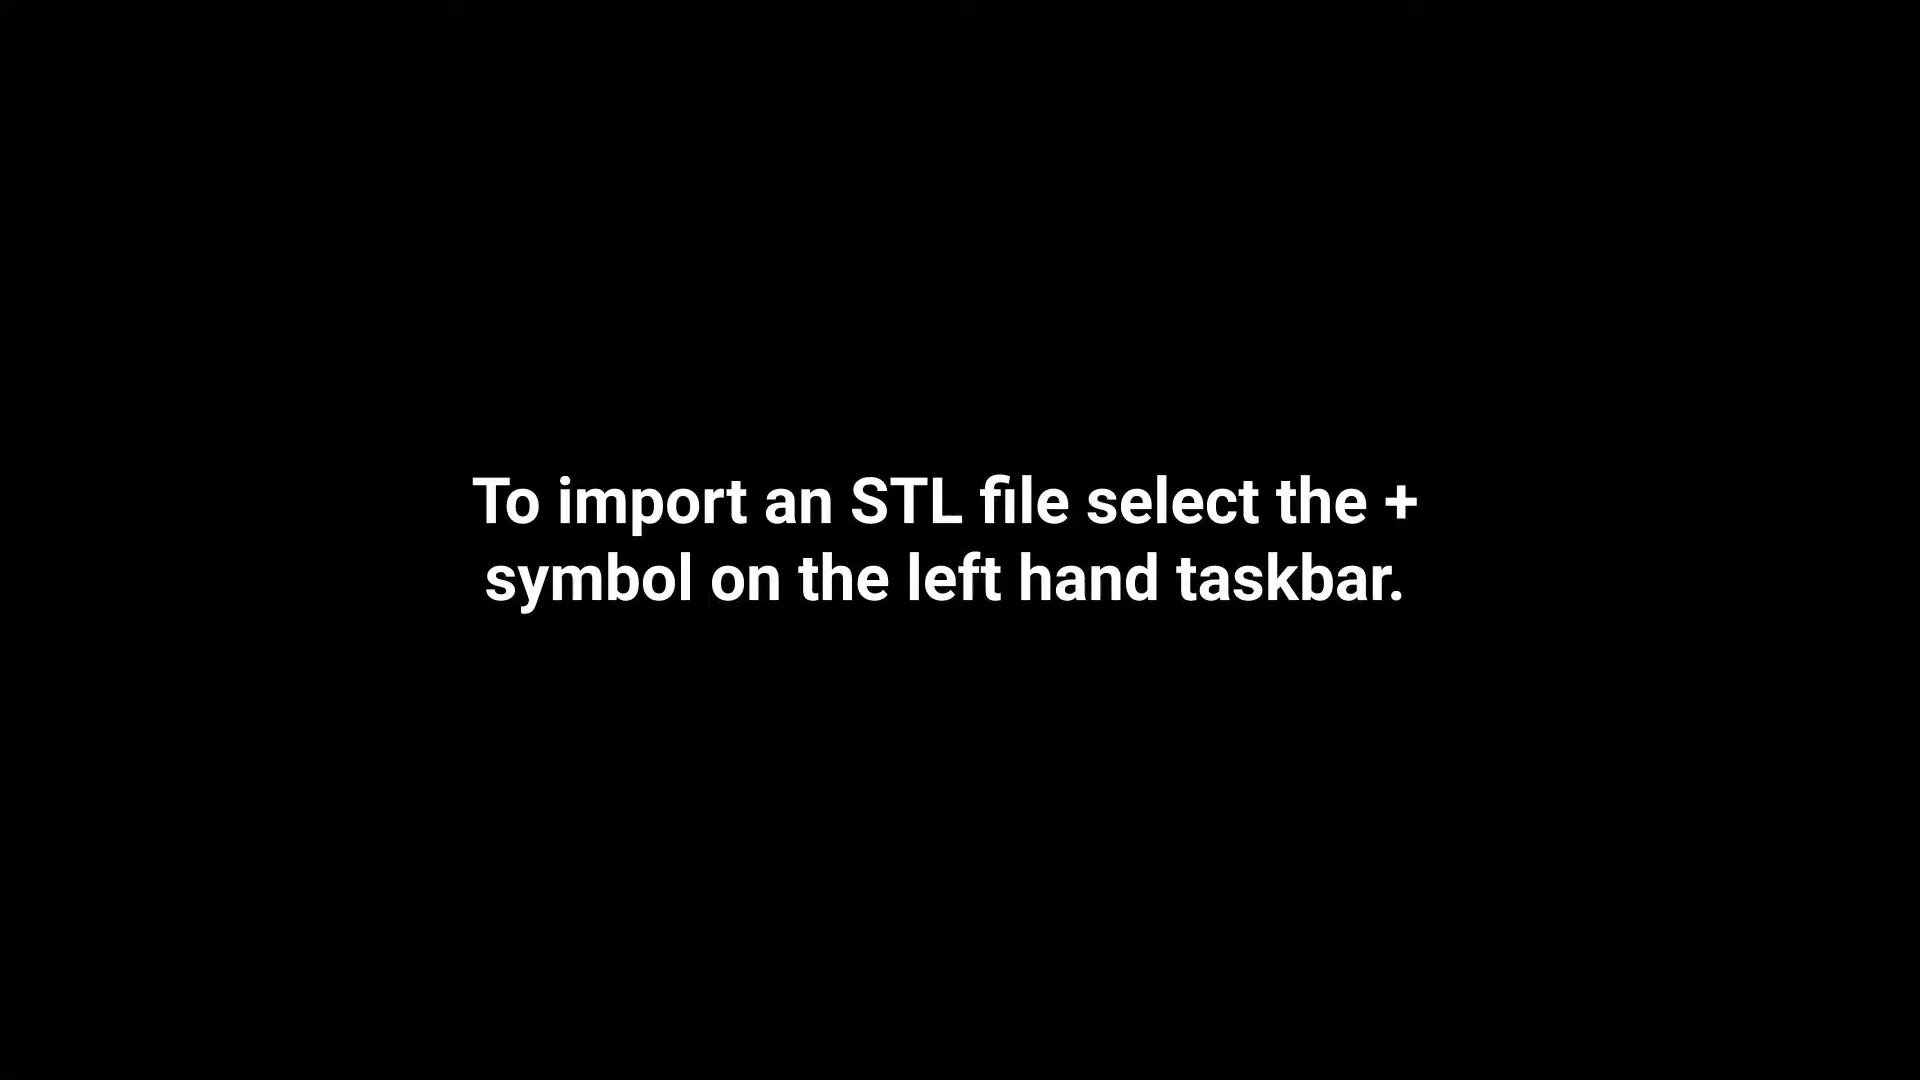 To import an STL file select the +
symbol on the left hand taskbar.